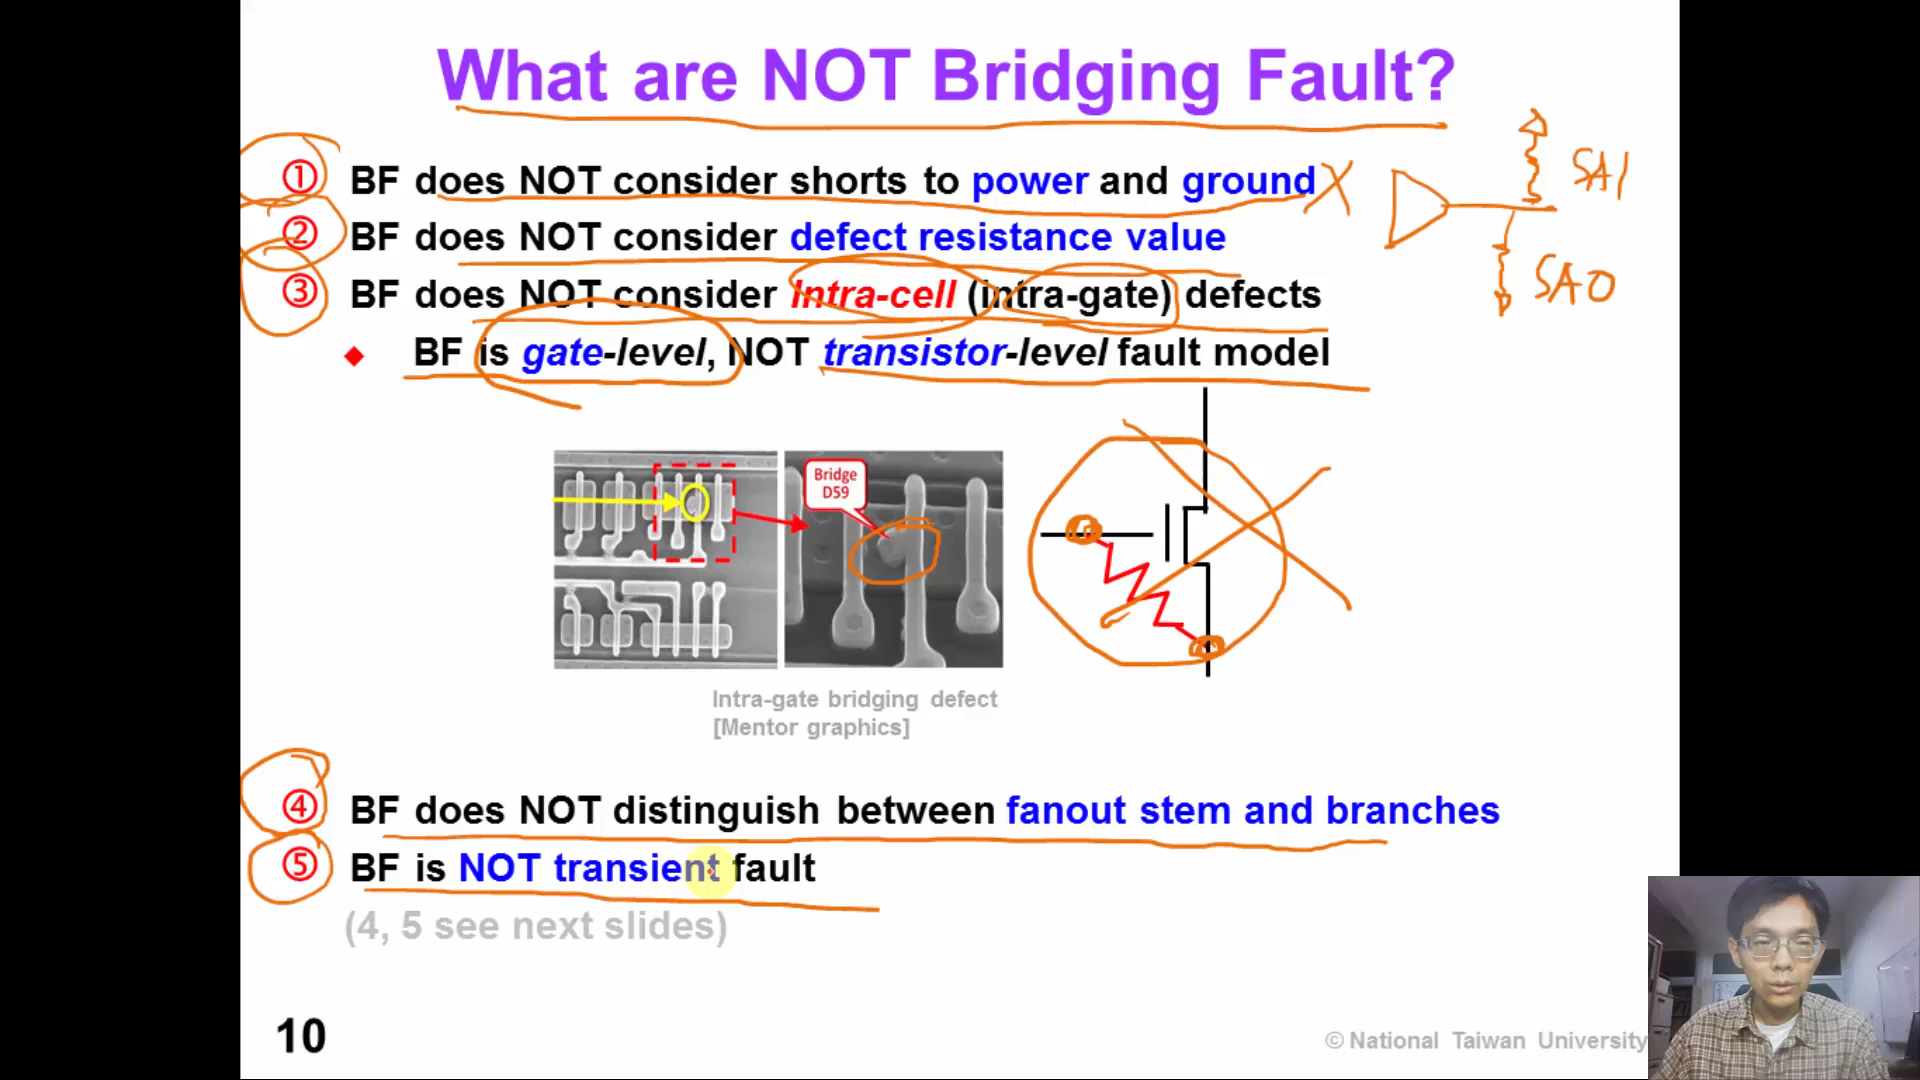 What are NOT Bridging Fault?
① BF does NOT consider shorts to power and ground X
SA1
② BF does NOT consider defect resistance value
SA0
③ BF does NOT consider Intra-cell (intra-gate) defects
◆ BF is gate-level, NOT transistor-level fault model
Bridge
D59
Intra-gate bridging defect
[Mentor graphics]
④ BF does NOT distinguish between fanout stem and branches
⑤ BF is NOT transient fault
(4, 5 see next slides)
10
© National Taiwan University